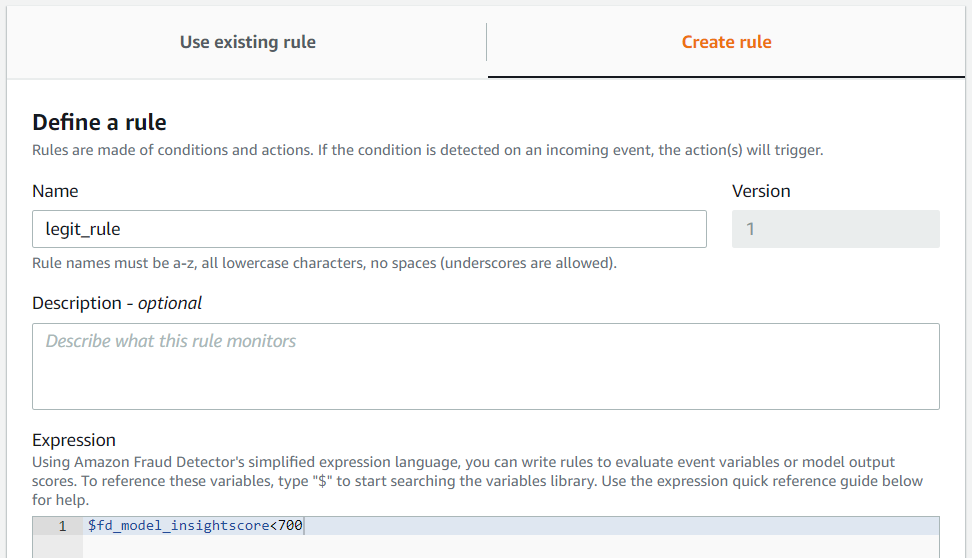 Use existing rule
Create rule
Define a rule
Rules are made of conditions and actions. If the condition is detected on an incoming event, the action(s) will trigger.
Name
Version
legit_rule
1
Rule names must be a-z, all lowercase characters, no spaces (underscores are allowed).
Description - optional
Describe what this rule monitors
Expression
Using Amazon Fraud Detector's simplified expression language, you can write rules to evaluate event variables or model output
scores. To reference these variables, type "$" to start searching the variables library. Use the expression quick reference guide below
for help.
1 $fd_model_insightscore<700